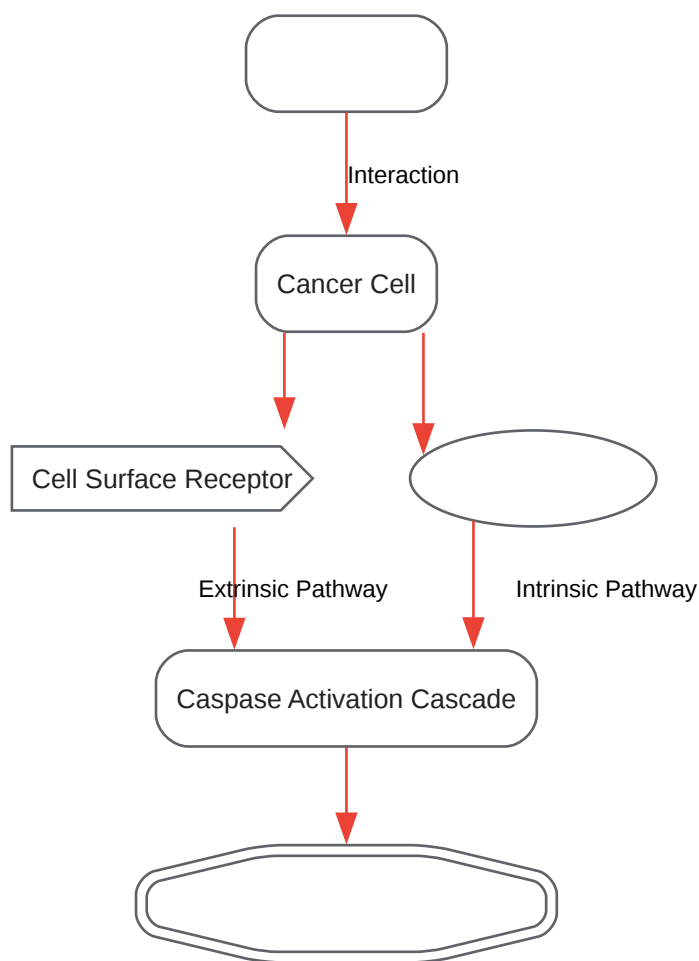 Interaction
Cancer Cell
Cell Surface Receptor
Extrinsic Pathway
Intrinsic Pathway
Caspase Activation Cascade